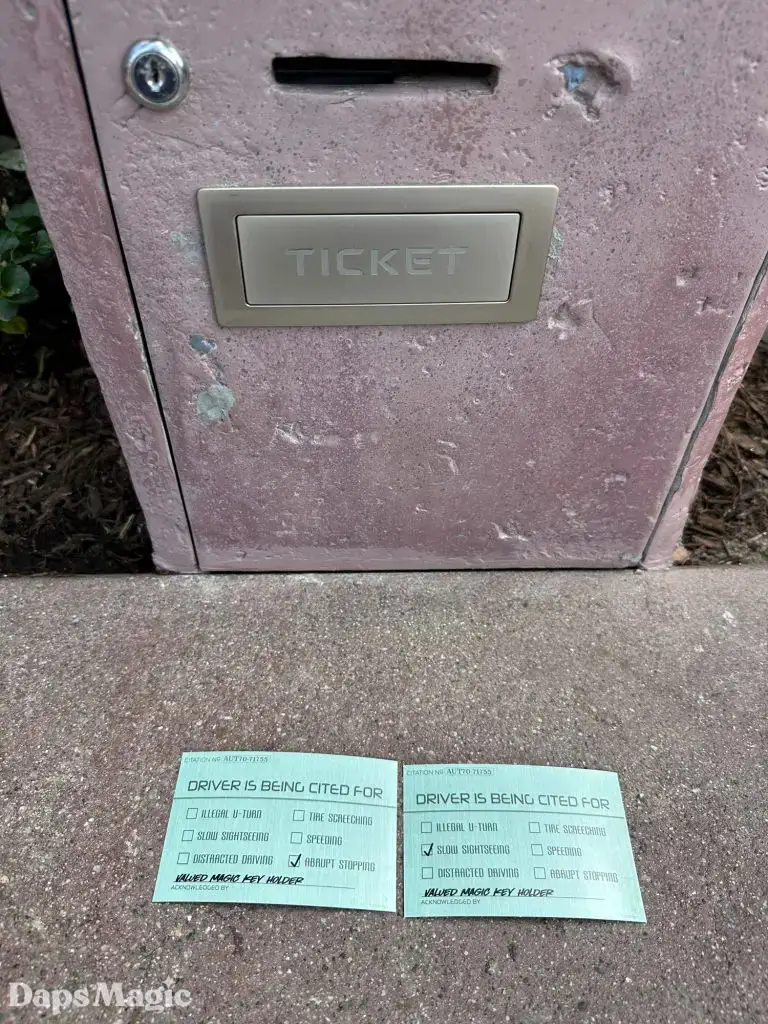 TICKET
CITATION Nº AUT70-71755
DRIVER IS BEING CITED FOR
ILLEGAL U-TURN TIRE SCREECHING
SLOW SIGHTSEEING SPEEDING
DISTRACTED DRIVING ABRUPT STOPPING
VALUED MAGIC KEY HOLDER
ACKNOWLEDGED BY
CITATION Nº AUT70-71755
DRIVER IS BEING CITED FOR
ILLEGAL U-TURN TIRE SCREECHING
SLOW SIGHTSEEING SPEEDING
DISTRACTED DRIVING ABRUPT STOPPING
VALUED MAGIC KEY HOLDER
ACKNOWLEDGED BY
DapsMagic